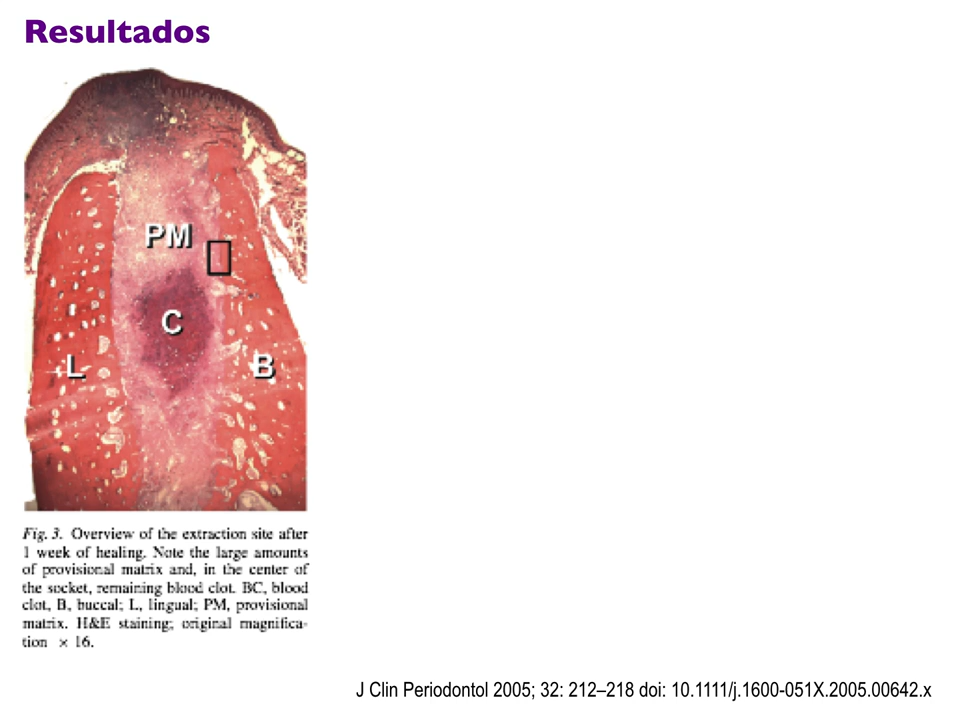 Resultados
PM
C
L
B
Fig. 3. Overview of the extraction site after
1 week of healing. Note the large amounts
of provisional matrix and, in the center of
the socket, remaining blood clot. BC, blood
clot, B, buccal; L, lingual; PM, provisional
matrix. H&E staining; original magnifica-
tion × 16.
J Clin Periodontol 2005; 32: 212–218 doi: 10.1111/j.1600-051X.2005.00642.x